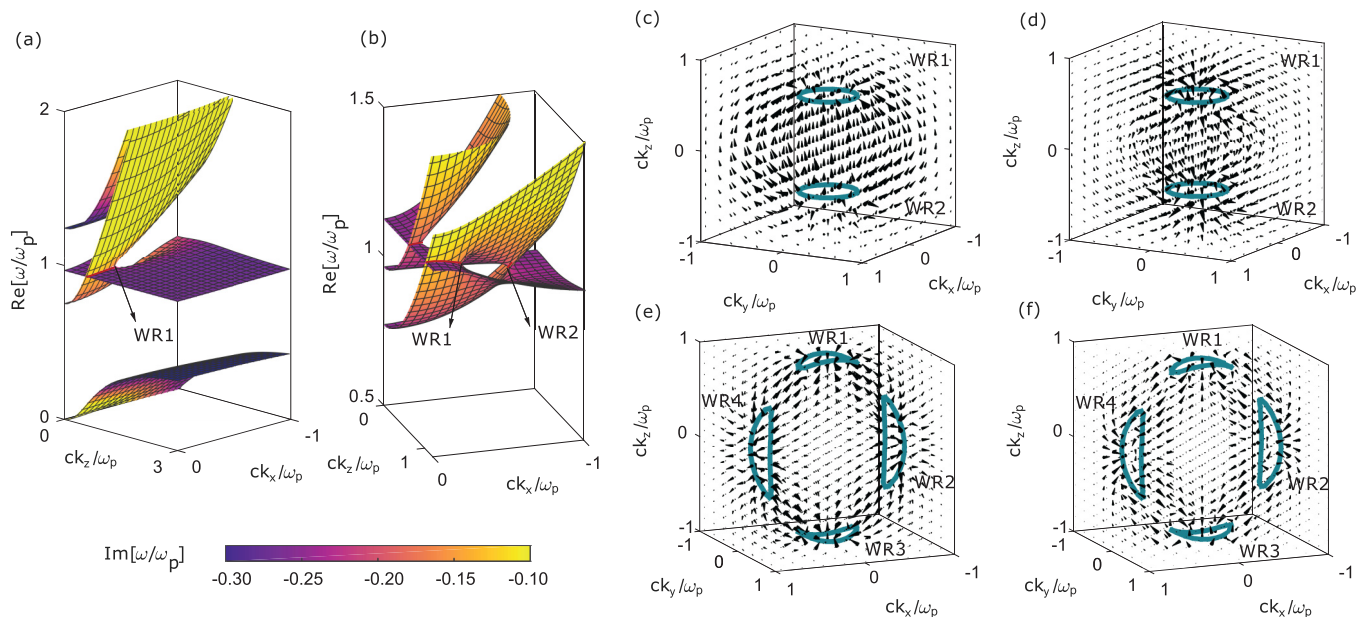 (a)
2
Re[ω/ωp]
1
0
0
ckz/ωp
3
0
ckx/ωp
-1
WR1
(b)
1.5
Re[ω/ωp]
1
0.5
0
ckz/ωp
1
0
ckx/ωp
-1
WR1
WR2
Im[ω/ωp]
-0.30
-0.25
-0.20
-0.15
-0.10
(c)
1
ckz/ωp
0
-1
-1
0
1
cky/ωp
1
0
-1
ckx/ωp
WR1
WR2
(d)
1
ckz/ωp
0
-1
-1
0
1
cky/ωp
1
0
-1
ckx/ωp
WR1
WR2
(e)
1
ckz/ωp
0
-1
-1
0
1
cky/ωp
1
0
-1
ckx/ωp
WR1
WR4
WR2
WR3
(f)
1
ckz/ωp
0
-1
-1
0
1
cky/ωp
1
0
-1
ckx/ωp
WR1
WR4
WR2
WR3